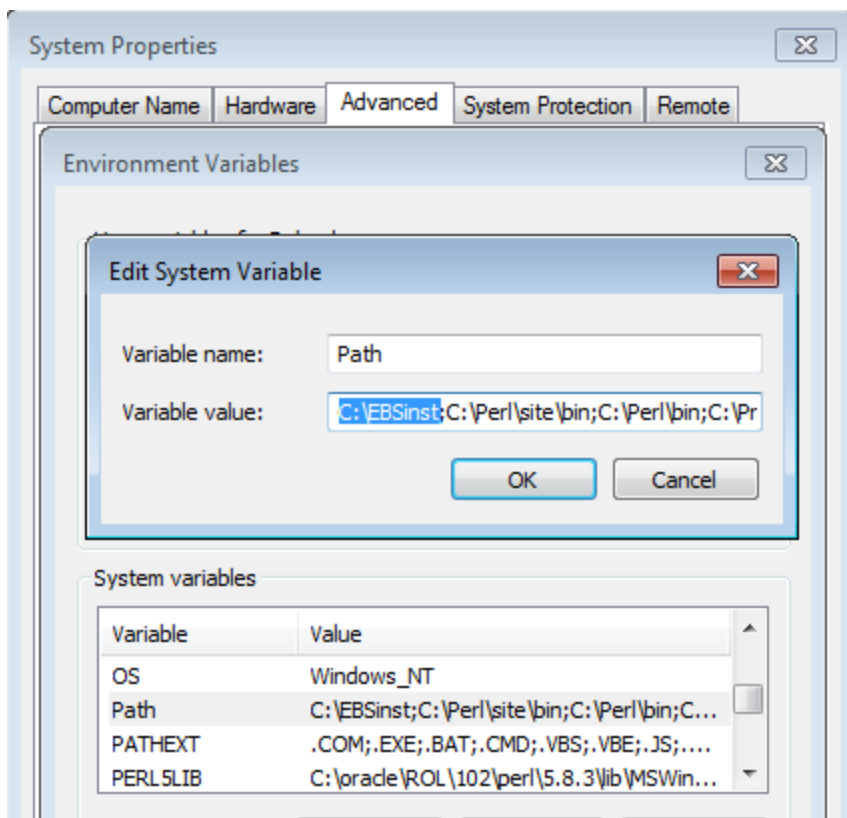 System Properties
Computer Name Hardware Advanced System Protection Remote
Environment Variables
Edit System Variable
Variable name: Path
Variable value: C:\EBSinst;C:\Perl\site\bin;C:\Perl\bin;C:\Pr
OK Cancel
System variables
Variable Value
OS Windows_NT
Path C:\EBSinst;C:\Perl\site\bin;C:\Perl\bin;C...
PATHEXT .COM;.EXE;.BAT;.CMD;.VBS;.VBE;.JS;....
PERL5LIB C:\oracle\ROL\102\perl\5.8.3\lib\MSWin...